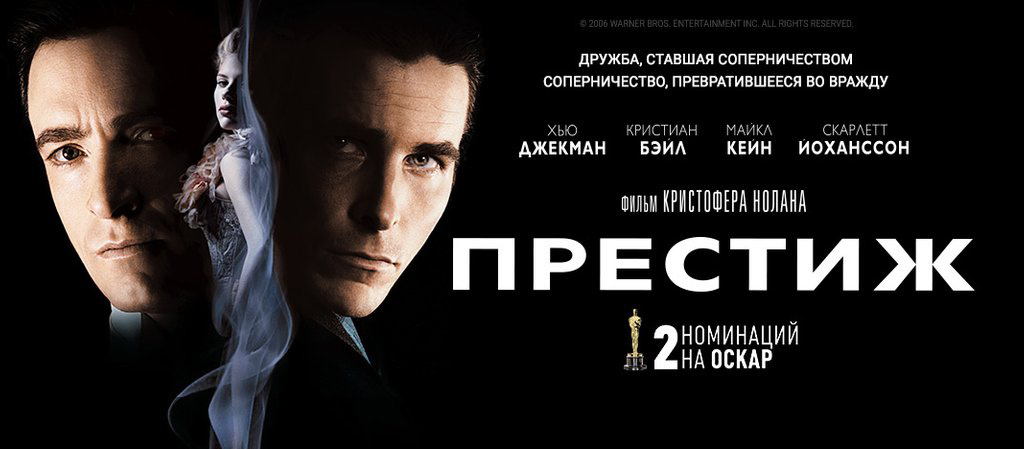 © 2006 WARNER BROS. ENTERTAINMENT INC. ALL RIGHTS RESERVED.
ДРУЖБА, СТАВШАЯ СОПЕРНИЧЕСТВОМ
СОПЕРНИЧЕСТВО, ПРЕВРАТИВШЕЕСЯ ВО ВРАЖДУ
ХЬЮ ДЖЕКМАН
КРИСТИАН БЭЙЛ
МАЙКЛ КЕЙН
СКАРЛЕТТ ЙОХАНССОН
ФИЛЬМ КРИСТОФЕРА НОЛАНА
ПРЕСТИЖ
2 НОМИНАЦИЙ
НА ОСКАР